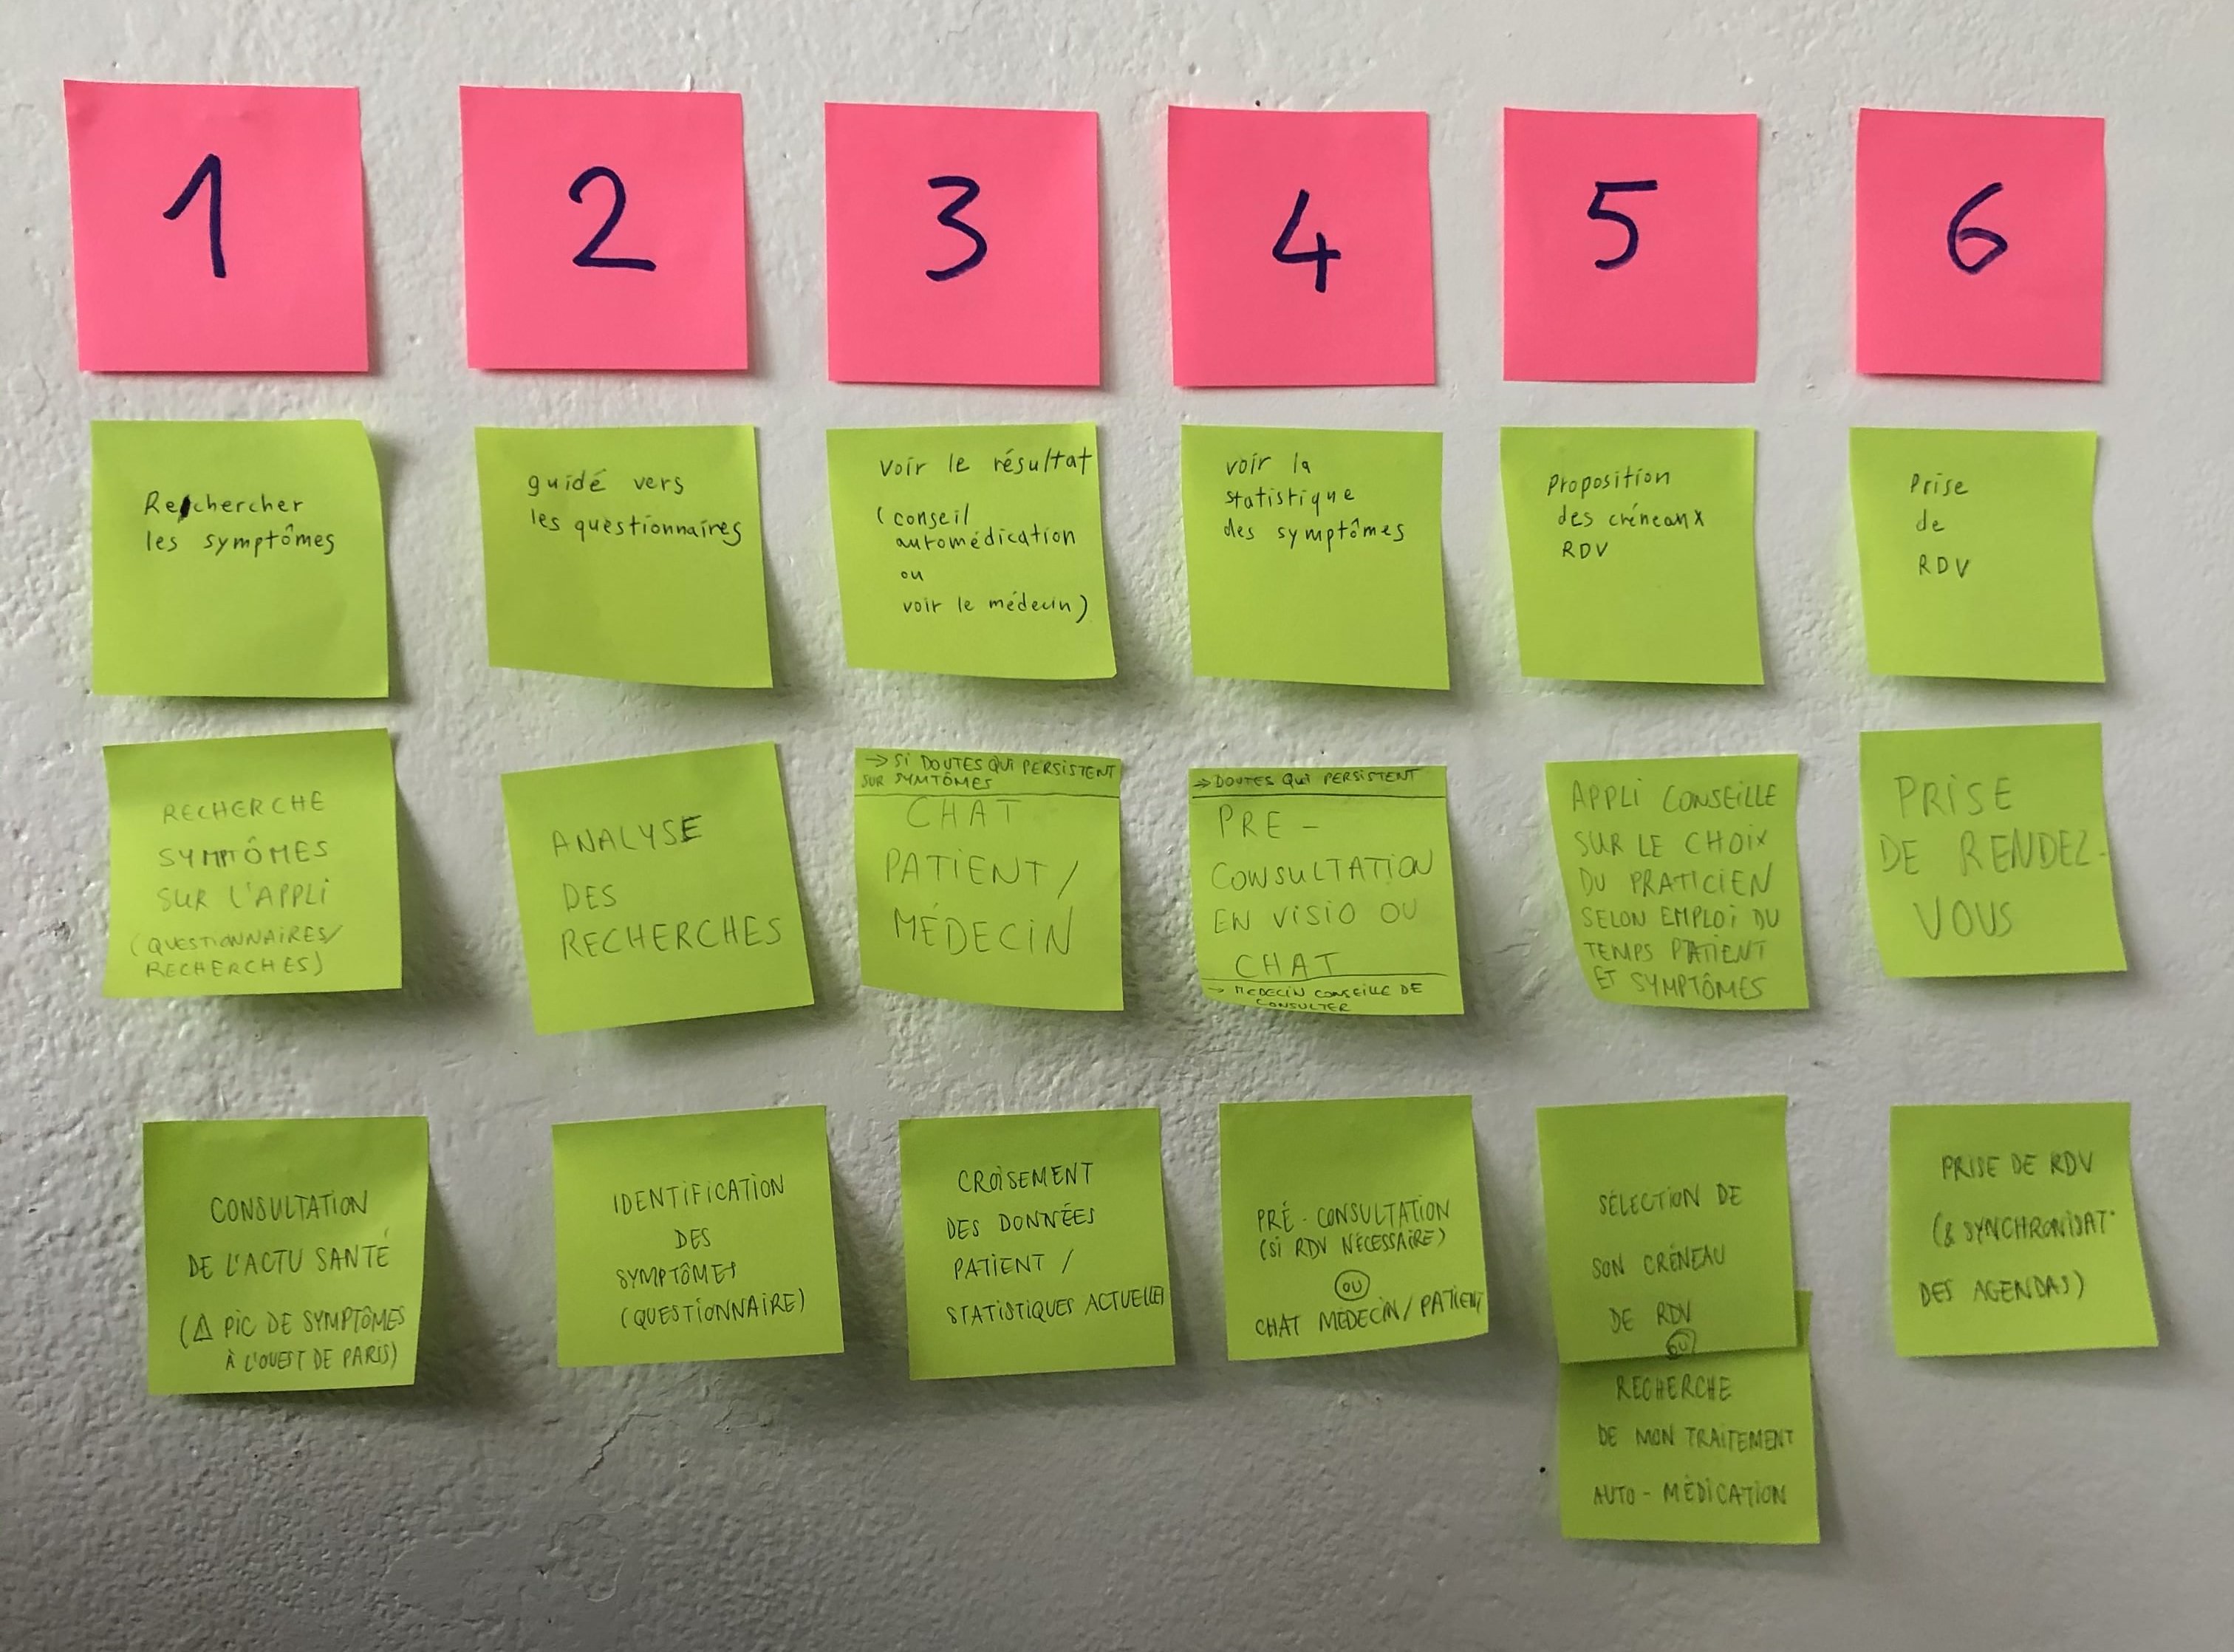 1
2
3
4
5
6
Rechercher
les symptômes
guidé vers
les questionnaires
voir le résultat
(conseil
automédication
ou
voir le médecin)
voir la
statistique
des symptômes
Proposition
des créneaux
RDV
Prise
de
RDV
RECHERCHE
SYMPTÔMES
SUR L'APPLI
(QUESTIONNAIRES/
RECHERCHES)
ANALYSE
DES
RECHERCHES
→ SI DOUTES QUI PERSISTENT
SUR SYMTÔMES
CHAT
PATIENT/
MÉDECIN
→ DOUTES QUI PERSISTENT
PRE-
CONSULTATION
EN VISIO OU
CHAT
→ MEDECIN CONSEILLE DE
CONSULTER
APPLI CONSEILLE
SUR LE CHOIX
DU PRATICIEN
SELON EMPLOI DU
TEMPS PATIENT
ET SYMPTÔMES
PRISE
DE RENDEZ-
VOUS
CONSULTATION
DE L'ACTU SANTÉ
(⚠ PIC DE SYMPTÔMES
À L'OUEST DE PARIS)
IDENTIFICATION
DES
SYMPTÔMES
(QUESTIONNAIRE)
CROISEMENT
DES DONNÉES
PATIENT /
STATISTIQUES ACTUELLES
PRÉ-CONSULTATION
(SI RDV NÉCESSAIRE)
OU
CHAT MÉDECIN/PATIENT
SÉLECTION DE
SON CRÉNEAU
DE RDV
OU
RECHERCHE
DE MON TRAITEMENT
AUTO-MÉDICATION
PRISE DE RDV
(& SYNCHRONISAT°
DES AGENDAS)